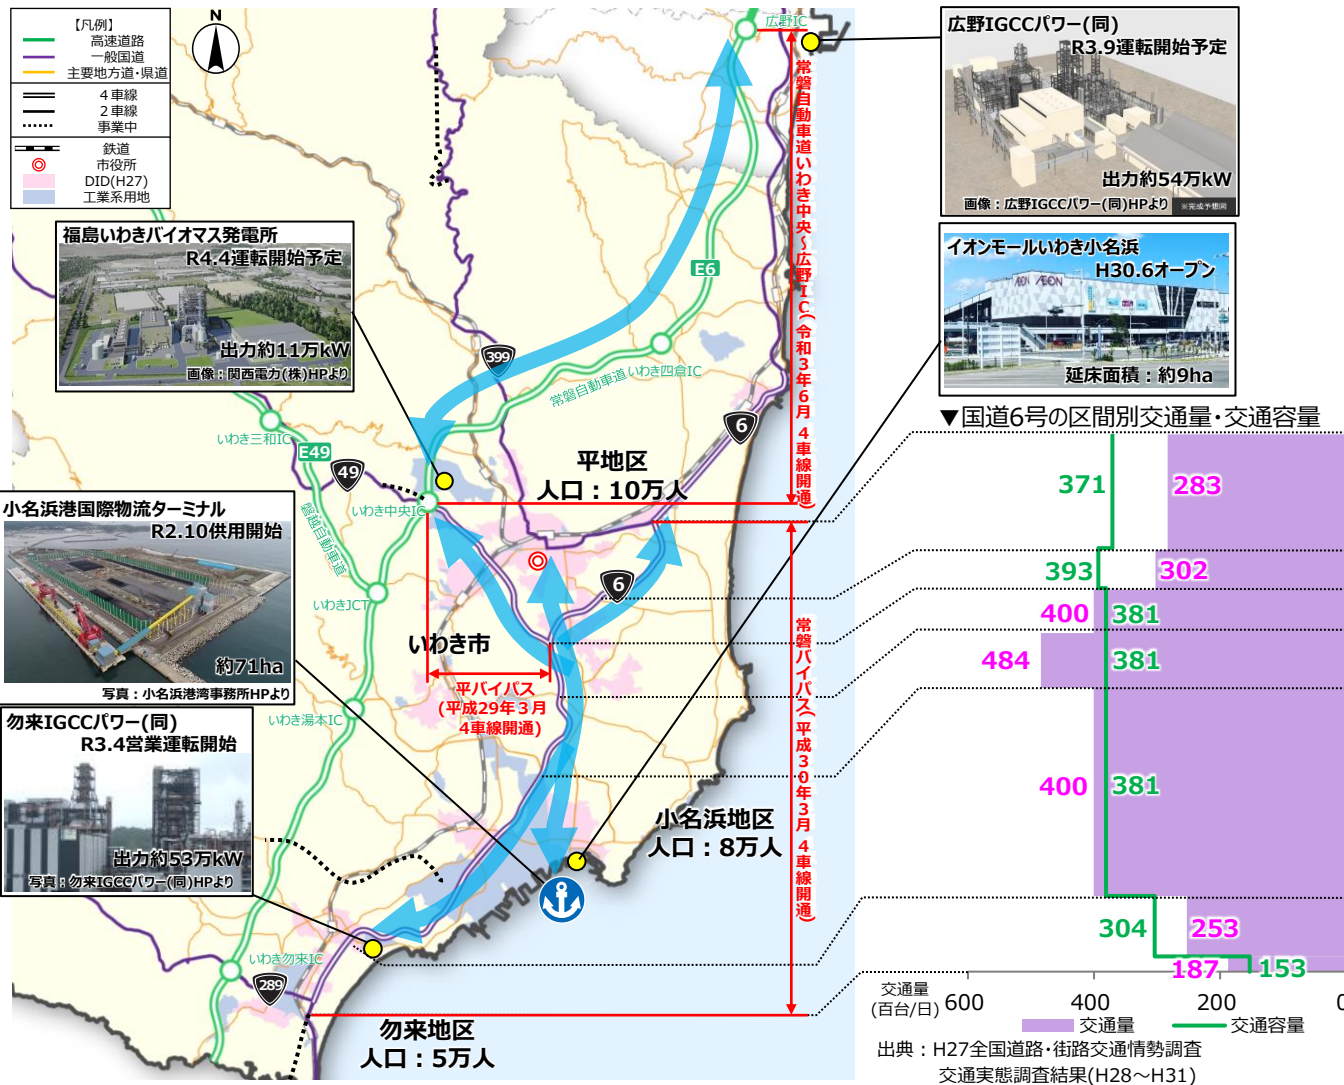 【凡例】
高速道路
一般国道
主要地方道・県道
4車線
2車線
事業中
鉄道
市役所
DID(H27)
工業系用地
N
広野IC
広野IGCCパワー(同)
R3.9運転開始予定
出力約54万kW
画像：広野IGCCパワー(同)HPより
※完成予想図
福島いわきバイオマス発電所
R4.4運転開始予定
出力約11万kW
画像：関西電力(株)HPより
イオンモールいわき小名浜
H30.6オープン
AEON AEON
延床面積：約9ha
常磐自動車道いわき中央～広野IC(令和3年6月 4車線開通)
E6
399
常磐自動車道
いわき四倉IC
6
いわき三和IC
E49
49
平地区
人口：10万人
いわき中央IC
磐越自動車道
小名浜港国際物流ターミナル
R2.10供用開始
約71ha
写真：小名浜港湾事務所HPより
いわきJCT
6
いわき市
平バイパス
(平成29年3月
4車線開通)
常磐バイパス(平成30年3月 4車線開通)
いわき湯本IC
勿来IGCCパワー(同)
R3.4営業運転開始
出力約53万kW
写真：勿来IGCCパワー(同)HPより
小名浜地区
人口：8万人
いわき勿来IC
289
勿来地区
人口：5万人
▼国道6号の区間別交通量・交通容量
371
283
393
302
400
381
484
381
400
381
304
253
187
153
交通量
(百台/日)
600
400
200
0
交通量
交通容量
出典：H27全国道路・街路交通情勢調査
交通実態調査結果(H28～H31)